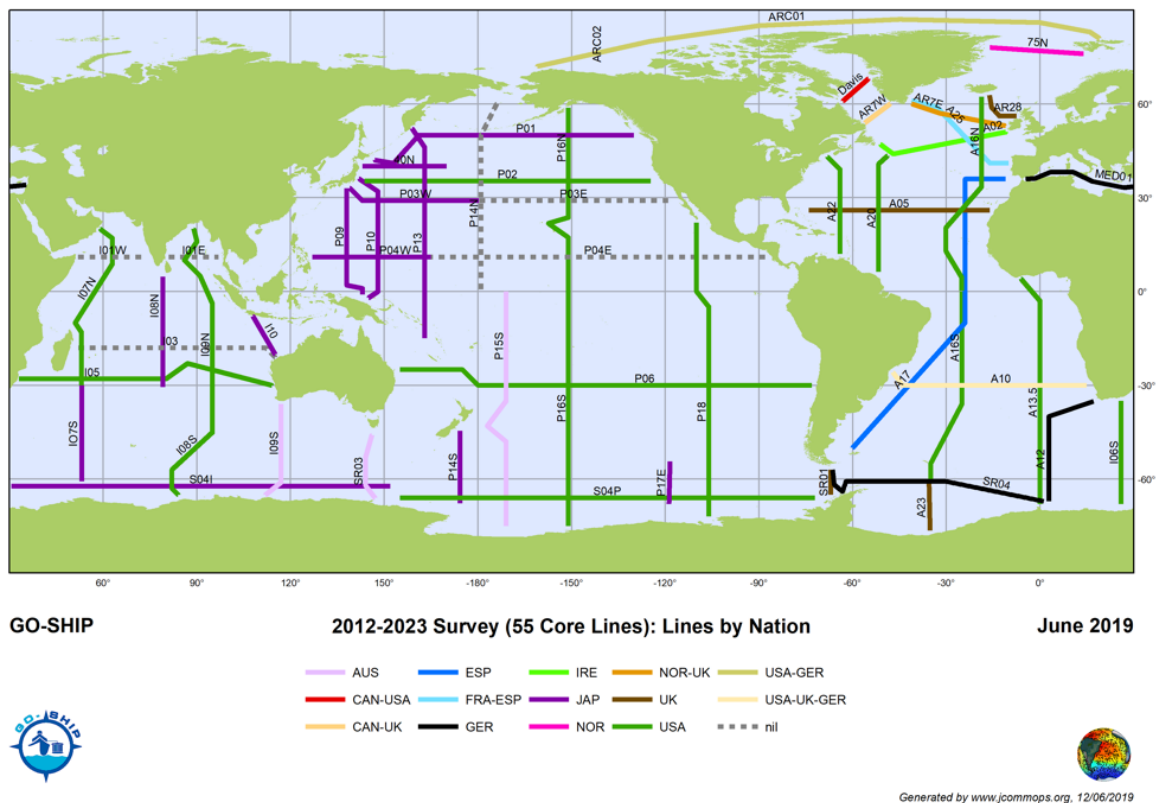 ARC01
ARC02
75N
Davis
AR7W
AR7E
A25
AR28
A02
A16N
P01
P16N
40N
P02
P03W
P03E
P14N
MED01
A22
A20
A05
P09
P10
P13
P04W
P04E
I01W
I01E
I07N
I08N
I09N
I10
I03
I05
P15S
P06
P16S
P18
A16S
A17
A10
A13.5
IO7S
I08S
I09S
SR03
S04I
P14S
P17E
S04P
SR01
A23
SR04
A12
I06S
60°
30°
0°
-30°
-60°
60° 90° 120° 150° -180° -150° -120° -90° -60° -30° 0°
GO-SHIP 2012-2023 Survey (55 Core Lines): Lines by Nation June 2019
AUS ESP IRE NOR-UK USA-GER
CAN-USA FRA-ESP JAP UK USA-UK-GER
CAN-UK GER NOR USA nil
GO-SHIP
Generated by www.jcommops.org, 12/06/2019